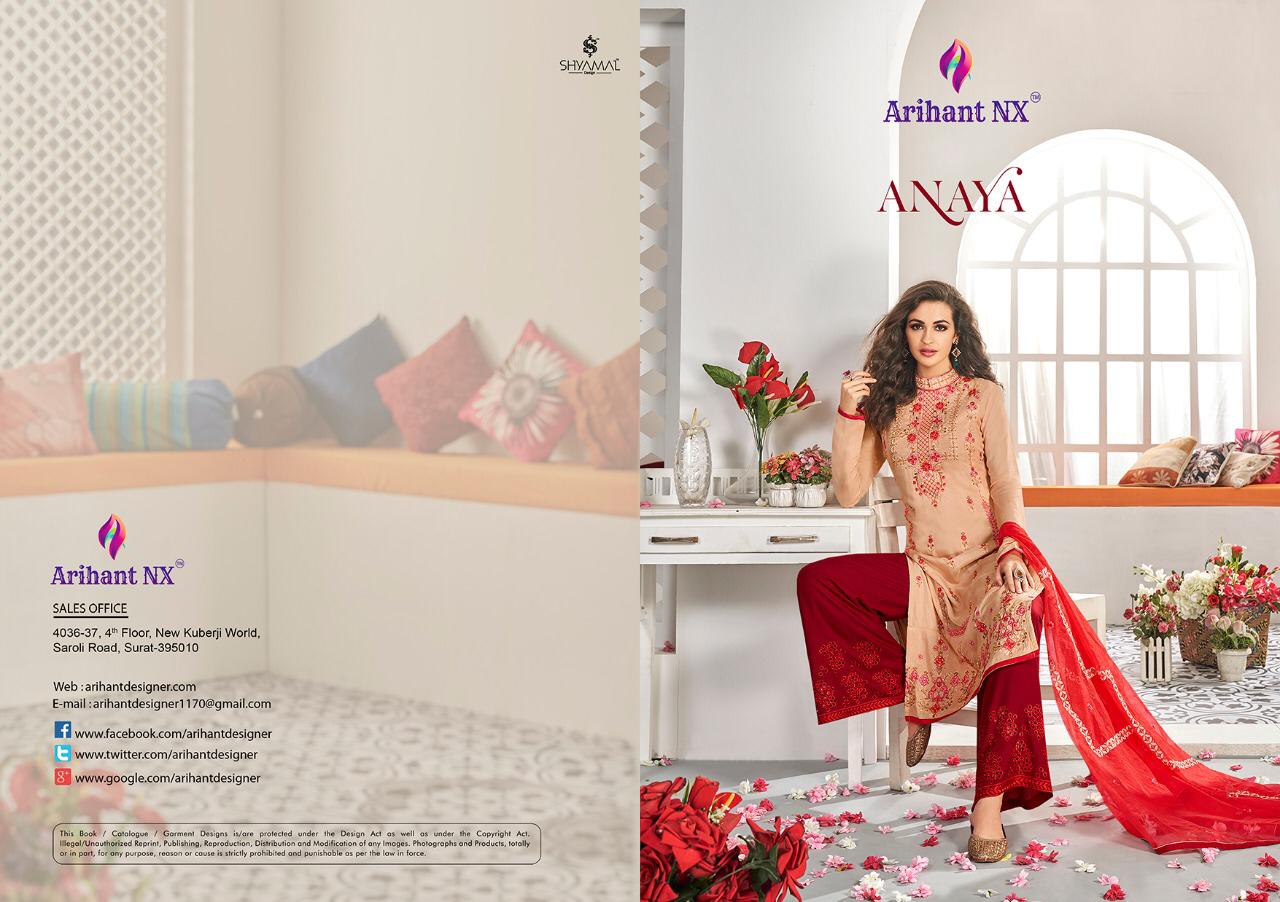 SHYAMAL
Design
Arihant NX TM
SALES OFFICE
4036-37, 4th Floor, New Kuberji World,
Saroli Road, Surat-395010
Web : arihantdesigner.com
E-mail : arihantdesigner1170@gmail.com
www.facebook.com/arihantdesigner
www.twitter.com/arihantdesigner
www.google.com/arihantdesigner
This Book / Catalogue / Garment Designs is/are protected under the Design Act as well as under the Copyright Act.
Illegal/Unauthorized Reprint, Publishing, Reproduction, Distribution and Modification of any Images. Photographs and Products, totally
or in part, for any purpose, reason or cause is strictly prohibited and punishable as per the law in force.
Arihant NX TM
ANAYA